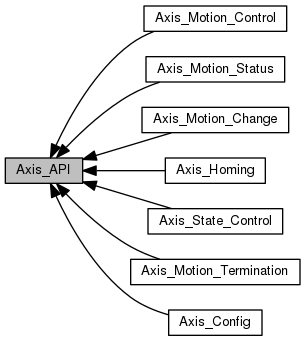 Axis_Motion_Control
Axis_Motion_Status
Axis_Motion_Change
Axis_API
Axis_Homing
Axis_State_Control
Axis_Motion_Termination
Axis_Config